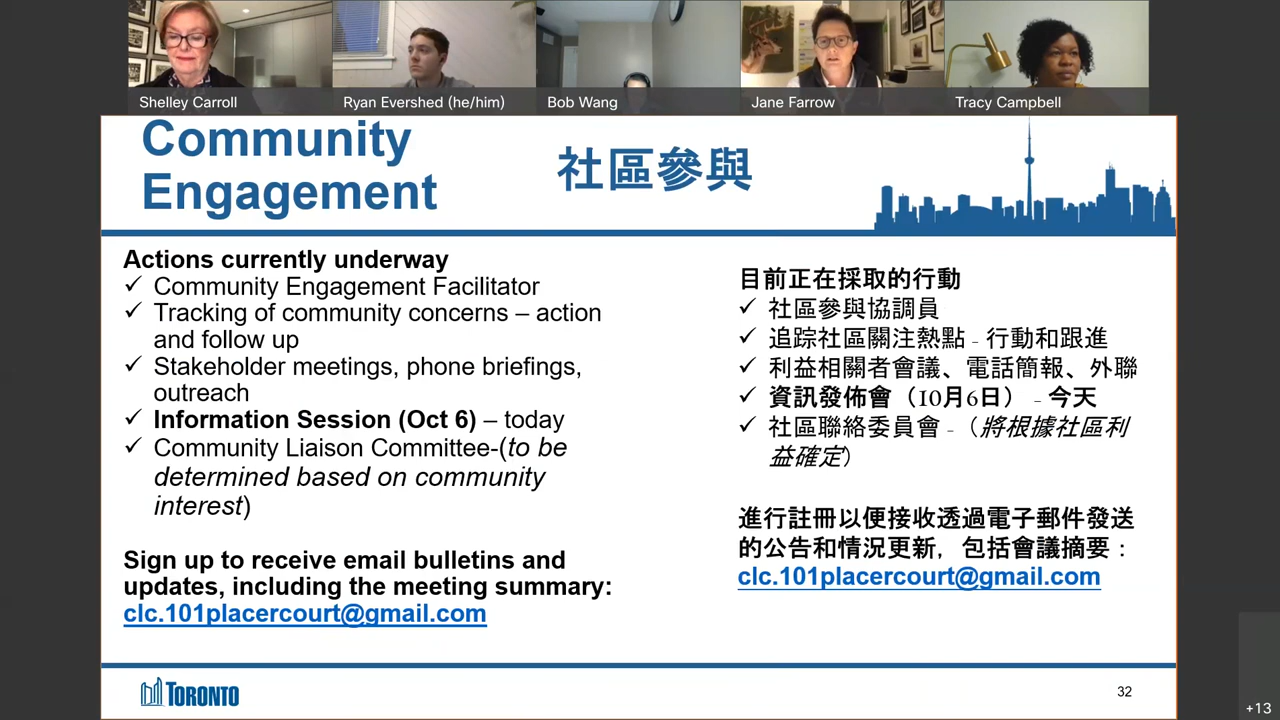 Shelley Carroll
Ryan Evershed (he/him)
Bob Wang
Jane Farrow
Tracy Campbell
Community
Engagement
社區參與
Actions currently underway
✓ Community Engagement Facilitator
✓ Tracking of community concerns – action
and follow up
✓ Stakeholder meetings, phone briefings,
outreach
✓ Information Session (Oct 6) – today
✓ Community Liaison Committee-(to be
determined based on community
interest)
Sign up to receive email bulletins and
updates, including the meeting summary:
clc.101placercourt@gmail.com
目前正在採取的行動
✓ 社區參與協調員
✓ 追踪社區關注熱點 - 行動和跟進
✓ 利益相關者會議、電話簡報、外聯
✓ 資訊發佈會（10月6日） - 今天
✓ 社區聯絡委員會 -（將根據社區利
益確定）
進行註冊以便接收透過電子郵件發送
的公告和情況更新，包括會議摘要：
clc.101placercourt@gmail.com
TORONTO
32
+13